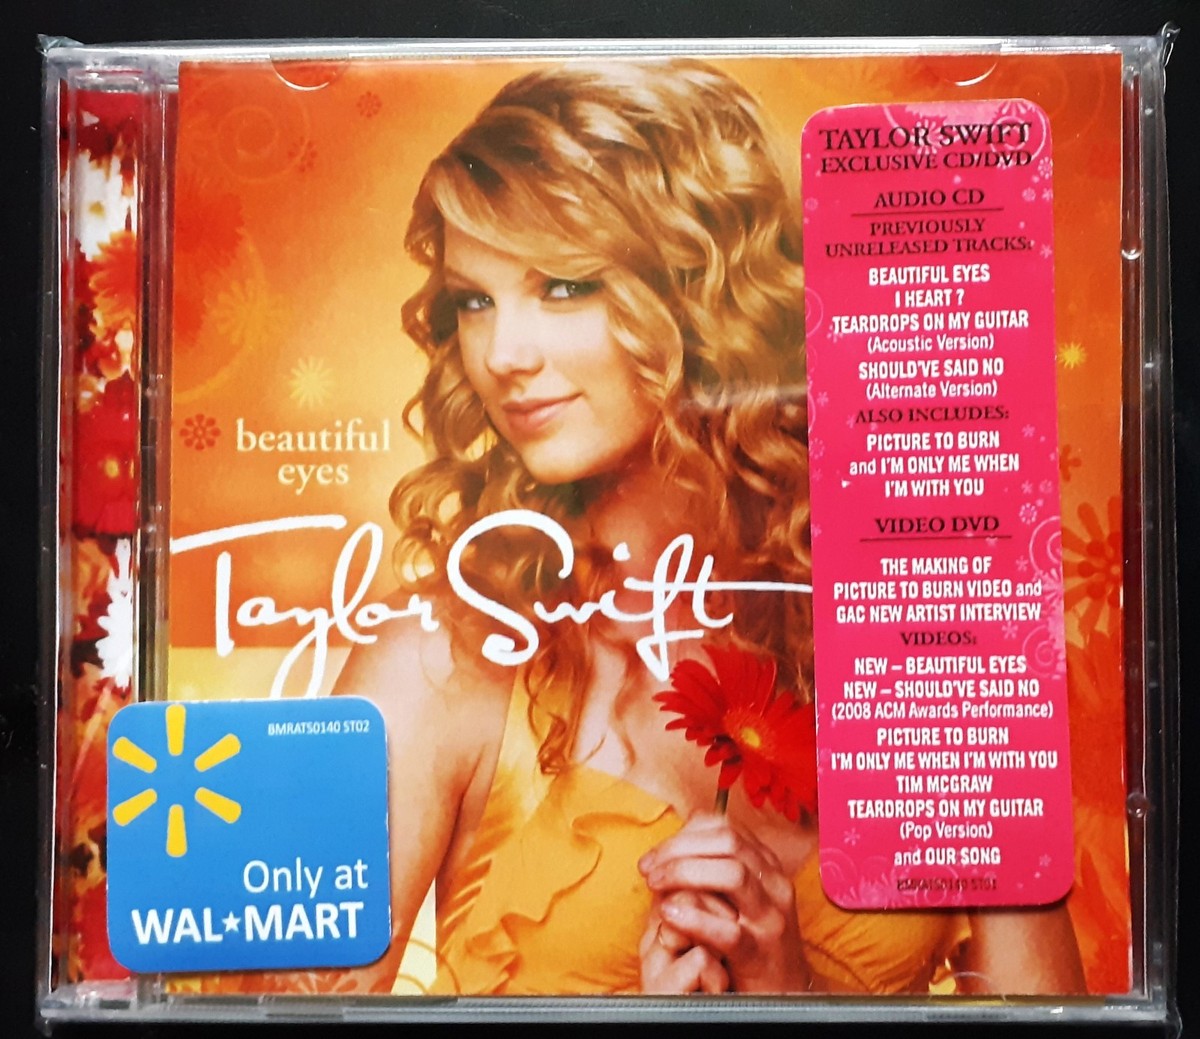 beautiful
eyes
Taylor Swift
TAYLOR SWIFT
EXCLUSIVE CD/DVD
AUDIO CD
PREVIOUSLY
UNRELEASED TRACKS:
BEAUTIFUL EYES
I HEART ?
TEARDROPS ON MY GUITAR
(Acoustic Version)
SHOULD'VE SAID NO
(Alternate Version)
ALSO INCLUDES:
PICTURE TO BURN
and I'M ONLY ME WHEN
I'M WITH YOU
VIDEO DVD
THE MAKING OF
PICTURE TO BURN VIDEO and
GAC NEW ARTIST INTERVIEW
VIDEOS:
NEW – BEAUTIFUL EYES
NEW – SHOULD'VE SAID NO
(2008 ACM Awards Performance)
PICTURE TO BURN
I'M ONLY ME WHEN I'M WITH YOU
TIM MCGRAW
TEARDROPS ON MY GUITAR
(Pop Version)
and OUR SONG
BMRATS0140 ST01
BMRATS0140 ST02
Only at
WAL★MART